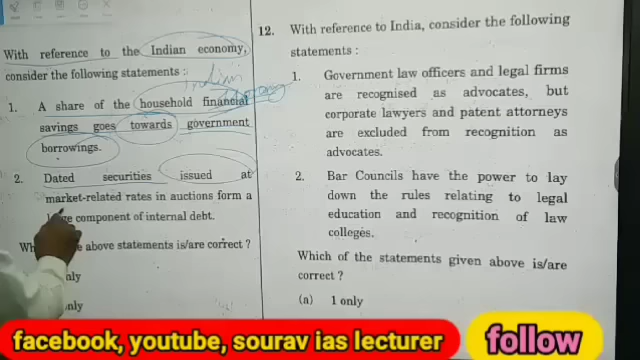 With reference to the Indian economy,
consider the following statements :
Indian
1. A share of the household financial
savings goes towards government
borrowings.
2. Dated securities issued at
market-related rates in auctions form a
component of internal debt.
above statements is/are correct ?
12. With reference to India, consider the following
statements :
1. Government law officers and legal firms
are recognised as advocates, but
corporate lawyers and patent attorneys
are excluded from recognition as
advocates.
2. Bar Councils have the power to lay
down the rules relating to legal
education and recognition of law
colleges.
Which of the statements given above is/are
correct ?
(a) 1 only
facebook, youtube, sourav ias lecturer
follow